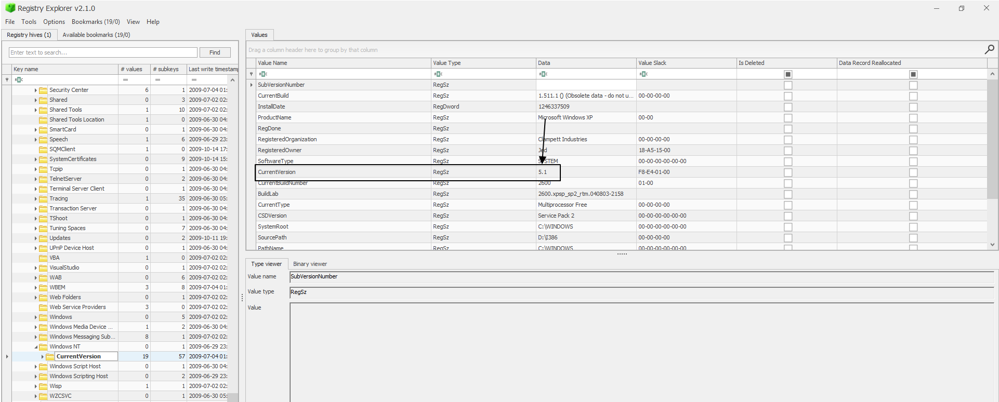 Registry Explorer v2.1.0
File Tools Options Bookmarks (19/0) View Help
Registry hives (1) Available bookmarks (19/0)
Enter text to search... Find
Key name # values # subkeys Last write timestamp
= = =
Security Center 6 1 2009-07-04 01:
Shared 0 3 2009-07-02 02:
Shared Tools 1 10 2009-07-02 02:
Shared Tools Location 1 0 2009-06-30 04:
SmartCard 0 1 2009-06-30 04:
Speech 1 6 2009-06-29 23:
SQMClient 1 0 2009-10-14 17:
SystemCertificates 0 9 2009-10-14 15:
Tcpip 0 1 2009-06-30 04:
TelnetServer 0 2 2009-06-30 04:
Terminal Server Client 0 1 2009-06-30 04:
Tracing 1 35 2009-06-30 05:
Transaction Server 0 1 2009-06-30 04:
TShoot 0 1 2009-06-30 04:
Tuning Spaces 0 7 2009-06-30 04:
Updates 0 2 2009-10-11 19:
UPnP Device Host 0 1 2009-06-30 04:
VBA 1 0 2009-07-02 02:
VisualStudio 0 1 2009-07-02 02:
WAB 0 6 2009-07-02 02:
WBEM 3 8 2009-07-04 01:
Web Folders 0 1 2009-07-02 02:
Web Service Providers 3 0 2009-07-02 02:
Windows 0 5 2009-07-02 02:
Windows Media Device ... 1 2 2009-06-30 04:
Windows Messaging Sub... 8 1 2009-07-02 02:
Windows NT 0 1 2009-06-29 23:
CurrentVersion 19 57 2009-07-04 01:
Windows Script Host 0 1 2009-06-30 04:
Windows Scripting Host 0 2 2009-06-29 23:
Wisp 1 1 2009-07-02 02:
WZCSVC 0 1 2009-06-30 05:
Values
Drag a column header here to group by that column
Value Name Value Type Data Value Slack Is Deleted Data Record Reallocated
SubVersionNumber RegSz
CurrentBuild RegSz 1.511.1 () (Obsolete data - do not u... 00-00-00-00
InstallDate RegDword 1246337509
ProductName RegSz Microsoft Windows XP 00-00
RegDone RegSz
RegisteredOrganization RegSz Clampett Industries 00-00-00-00
RegisteredOwner RegSz Jed 18-A5-15-00
SoftwareType RegSz SYSTEM 00-00-00-00-00-00
CurrentVersion RegSz 5.1 F8-E4-01-00
CurrentBuildNumber RegSz 2600 01-00
BuildLab RegSz 2600.xpsp_sp2_rtm.040803-2158
CurrentType RegSz Multiprocessor Free 00-00-00-00
CSDVersion RegSz Service Pack 2 00-00-00-00-00-00
SystemRoot RegSz C:\WINDOWS 00-00-00-00-00-00
SourcePath RegSz D:\I386 00-00-00-00
PathName RegSz C:\WINDOWS 00-00-00-00-00-00
Type viewer Binary viewer
Value name SubVersionNumber
Value type RegSz
Value